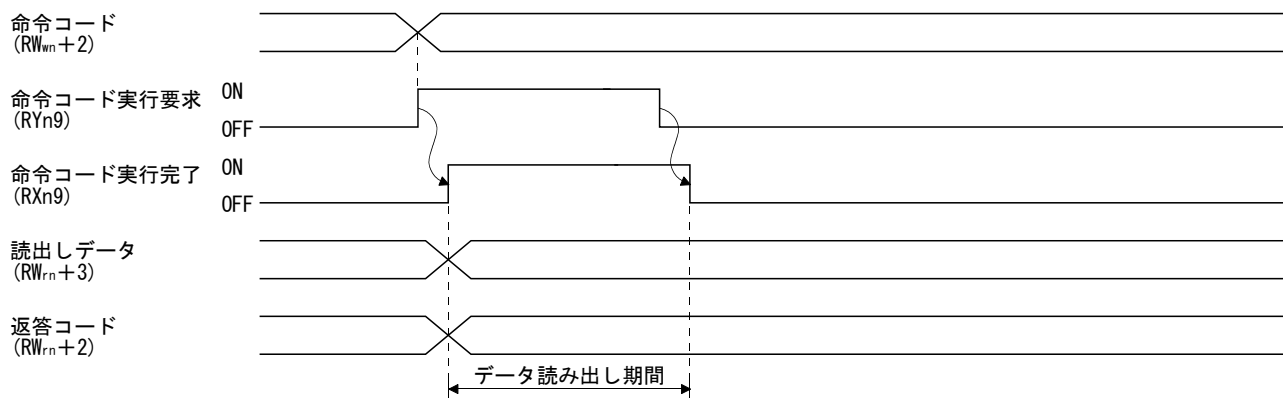 命令コード
(RWwn＋2)
命令コード実行要求 ON
(RYn9) OFF
命令コード実行完了 ON
(RXn9) OFF
読出しデータ
(RWrn＋3)
返答コード
(RWrn＋2)
データ読み出し期間